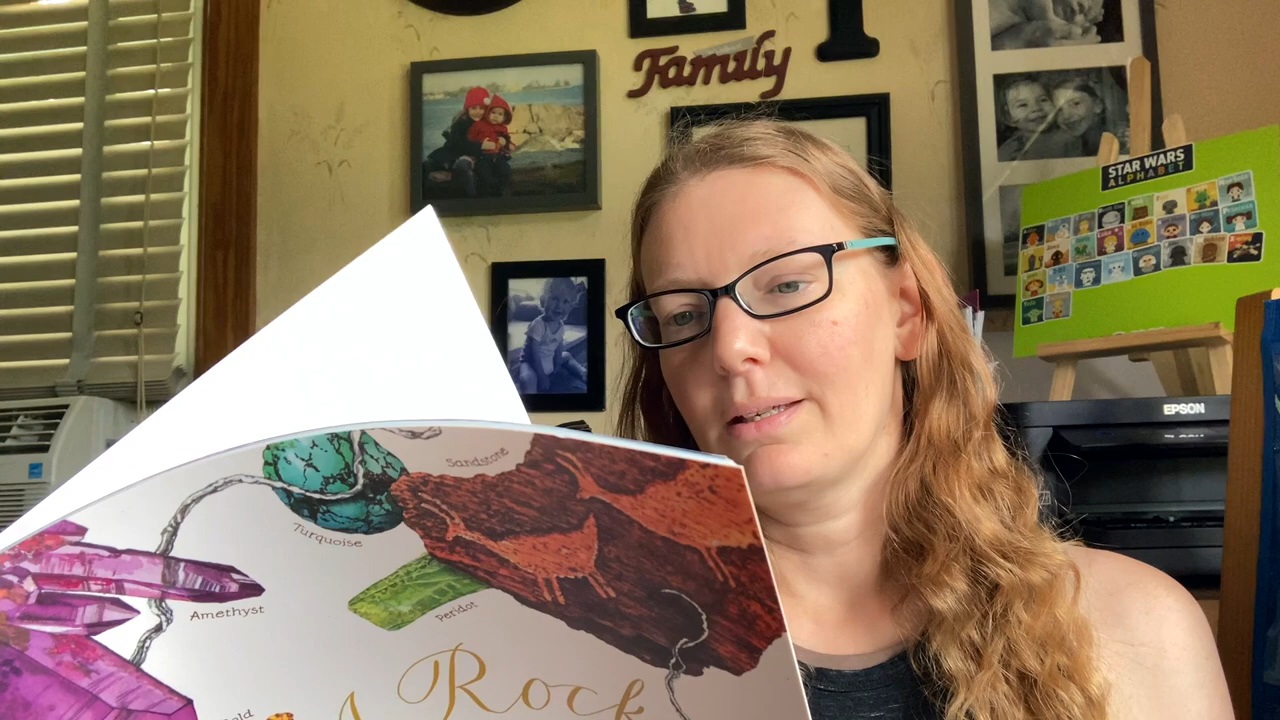 Family
STAR WARS
ALPHABET
EPSON
Sandstone
Turquoise
Amethyst
Peridot
Rock